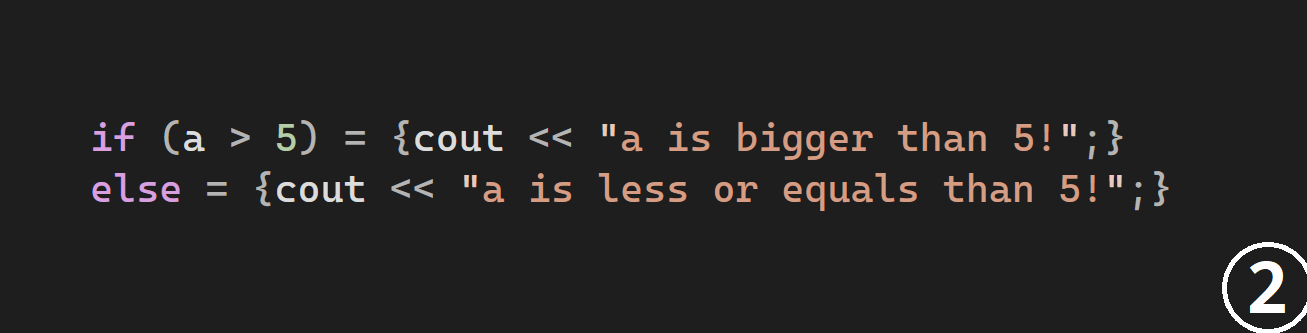 if (a > 5) = {cout << "a is bigger than 5!";}
else = {cout << "a is less or equals than 5!";}
2